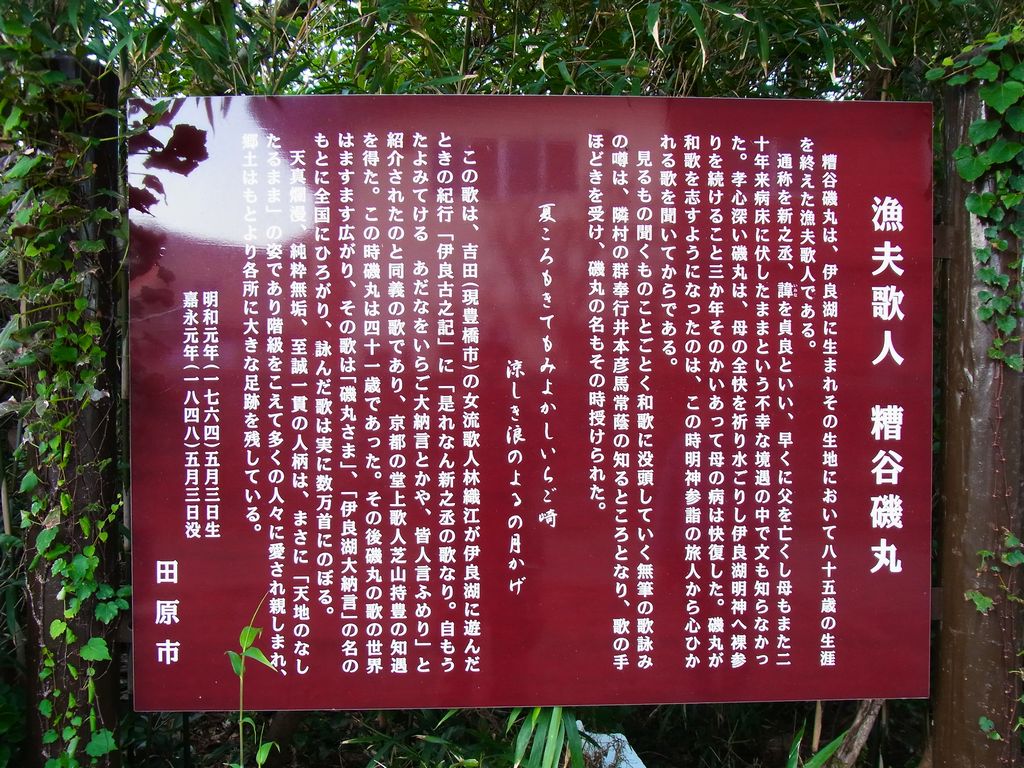 漁夫歌人 糟谷磯丸
糟谷磯丸は、伊良湖に生まれその生地において八十五歳の生涯
を終えた漁夫歌人である。
通称を新之丞、諱を貞良といい、早くに父を亡くし母もまた二
十年来病床に伏したままという不幸な境遇の中で文も知らなかっ
た。孝心深い磯丸は、母の全快を祈り水ごりし伊良湖明神へ裸参
りを続けること三か年そのかいあって母の病は快復した。磯丸が
和歌を志すようになったのは、この時明神参詣の旅人から心ひか
れる歌を聞いてからである。
見るもの聞くものことごとく和歌に没頭していく無筆の歌詠み
の噂は、隣村の群奉行井本彦馬常蔭の知るところとなり、歌の手
ほどきを受け、磯丸の名もその時授けられた。
夏ころもきてもみよかしいらご崎
涼しき浪のよるの月かげ
この歌は、吉田(現豊橋市)の女流歌人林織江が伊良湖に遊んだ
ときの紀行「伊良古之記」に「是れなん新之丞の歌なり。自もう
たよみてける あだなをいらご大納言とかや、皆人言ふめり」と
紹介されたのと同義の歌であり、京都の堂上歌人芝山持豊の知遇
を得た。この時磯丸は四十一歳であった。その後磯丸の歌の世界
はますます広がり、その歌は「磯丸さま」、「伊良湖大納言」の名の
もとに全国にひろがり、詠んだ歌は実に数万首にのぼる。
天真爛漫、純粋無垢、至誠一貫の人柄は、まさに「天地のなし
たるまま」の姿であり階級をこえて多くの人々に愛され親しまれ、
郷土はもとより各所に大きな足跡を残している。
明和元年(一七六四)五月三日生
嘉永元年(一八四八)五月三日没
田原市